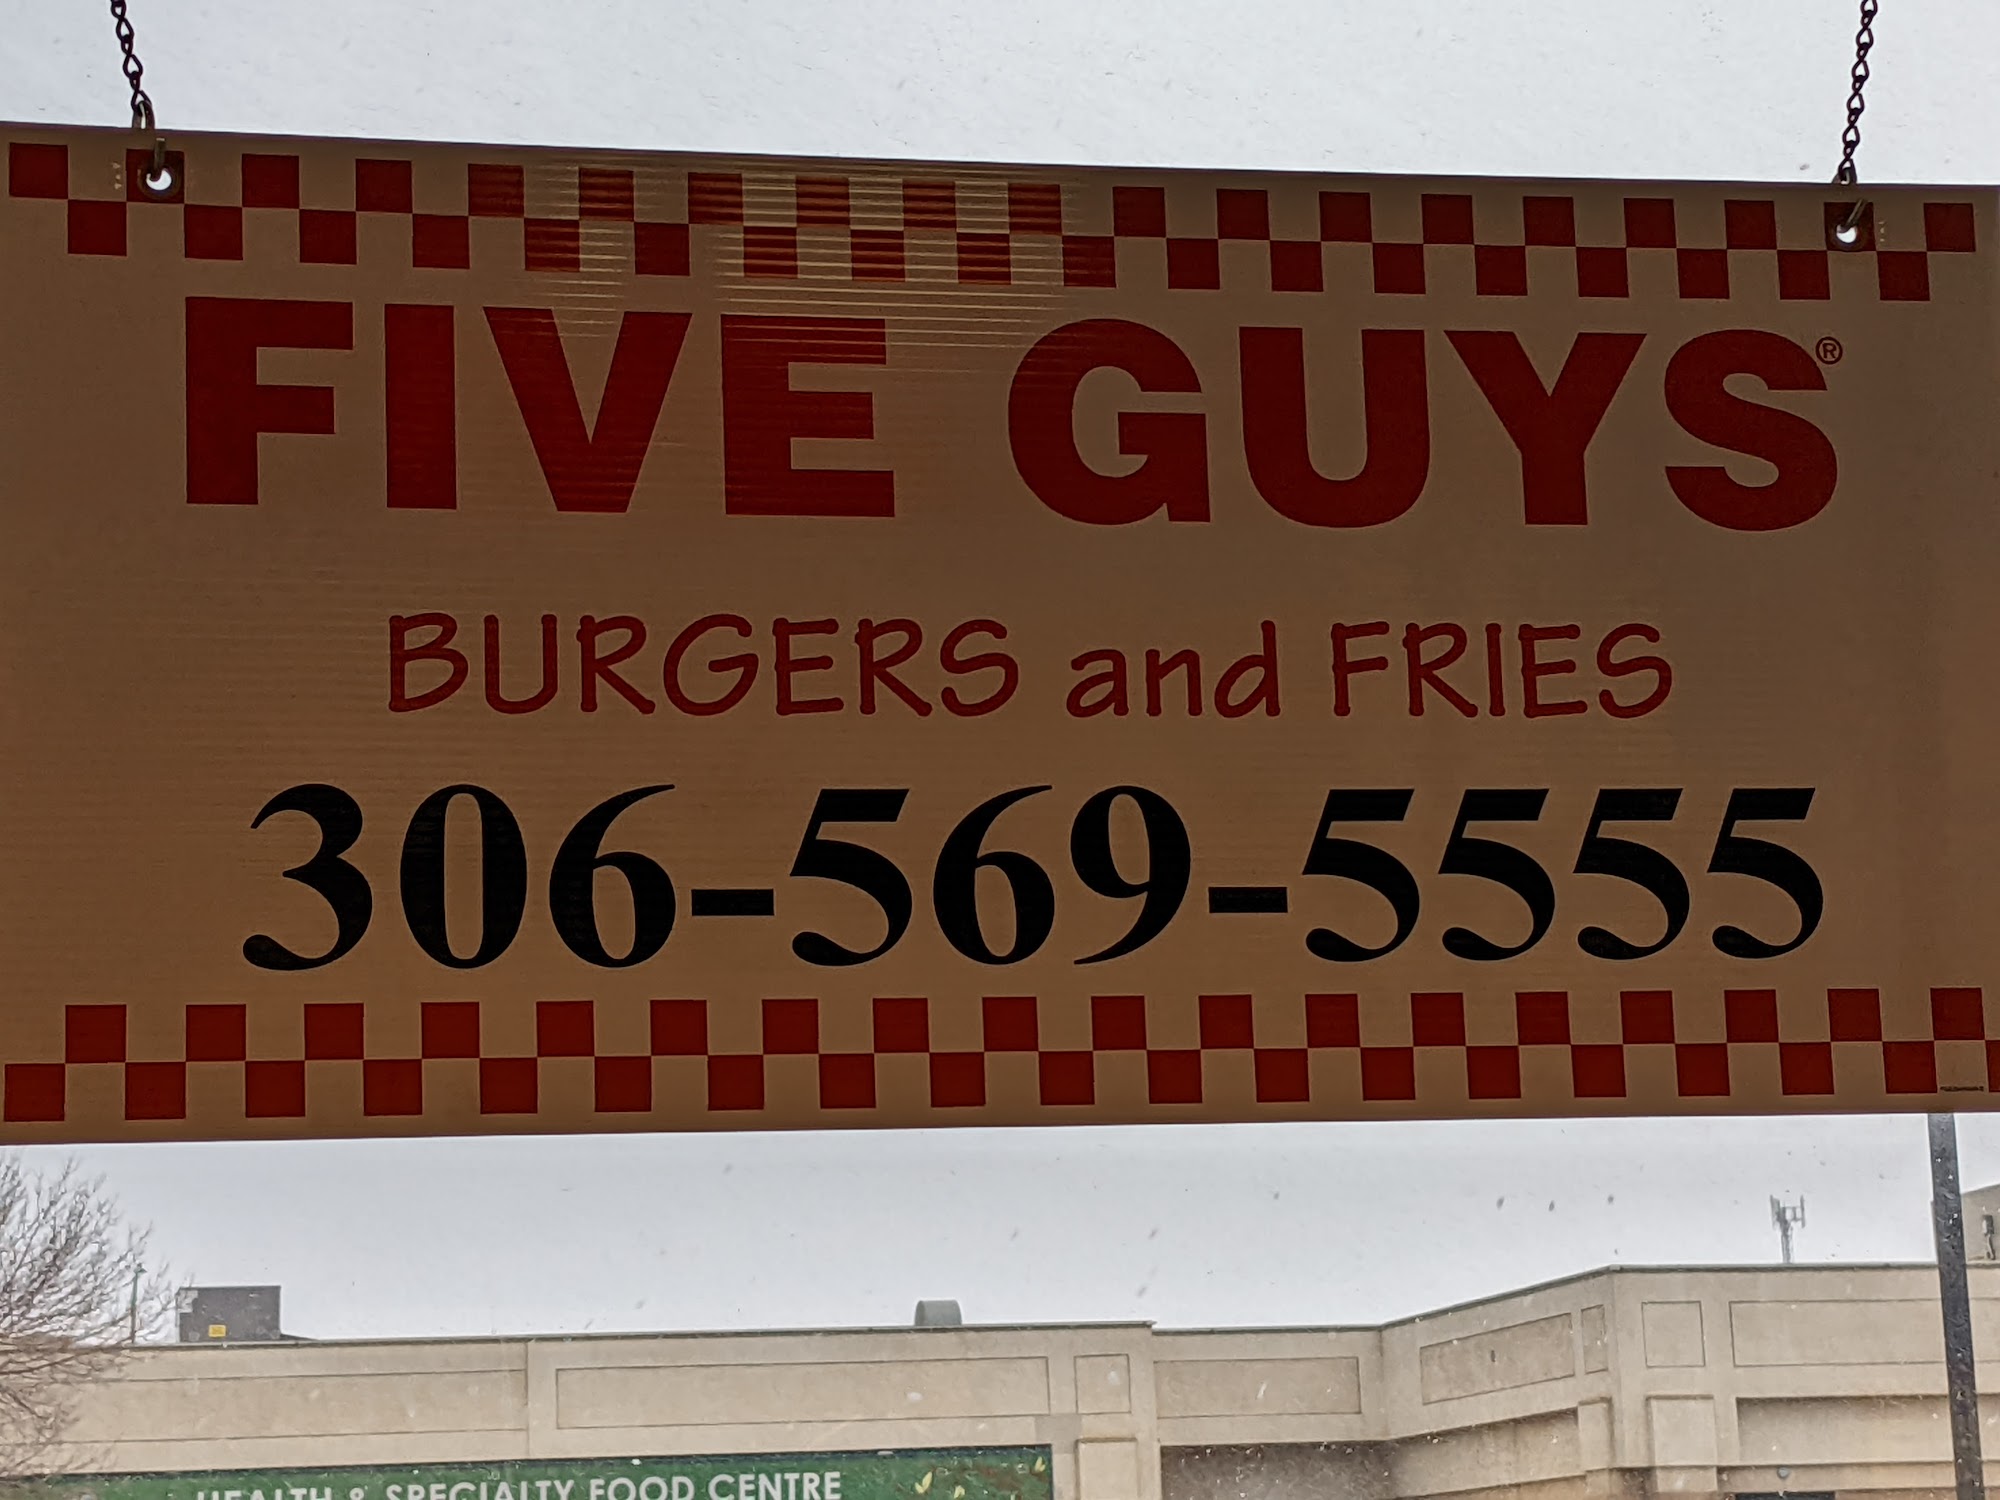 FIVE GUYS®
BURGERS and FRIES
306-569-5555
HEALTH & SPECIALTY FOOD CENTRE